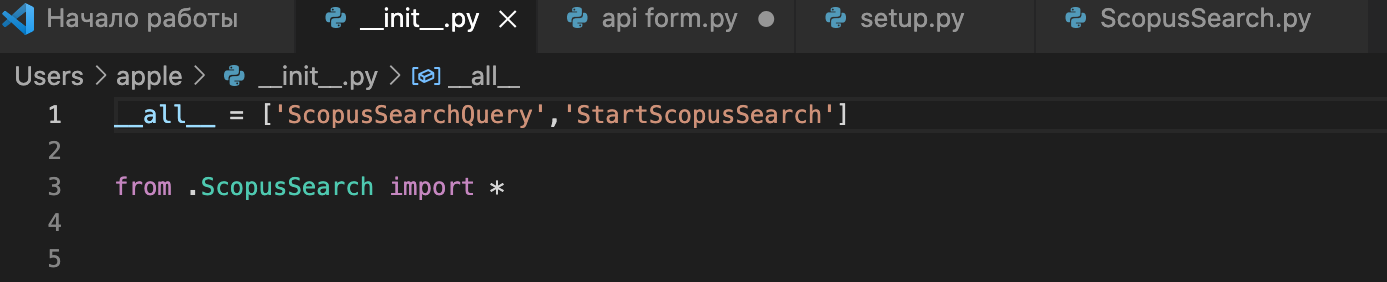 Начало работы __init__.py api form.py setup.py ScopusSearch.py
Users > apple > __init__.py > __all__
1 __all__ = ['ScopusSearchQuery','StartScopusSearch']
2
3 from .ScopusSearch import *
4
5